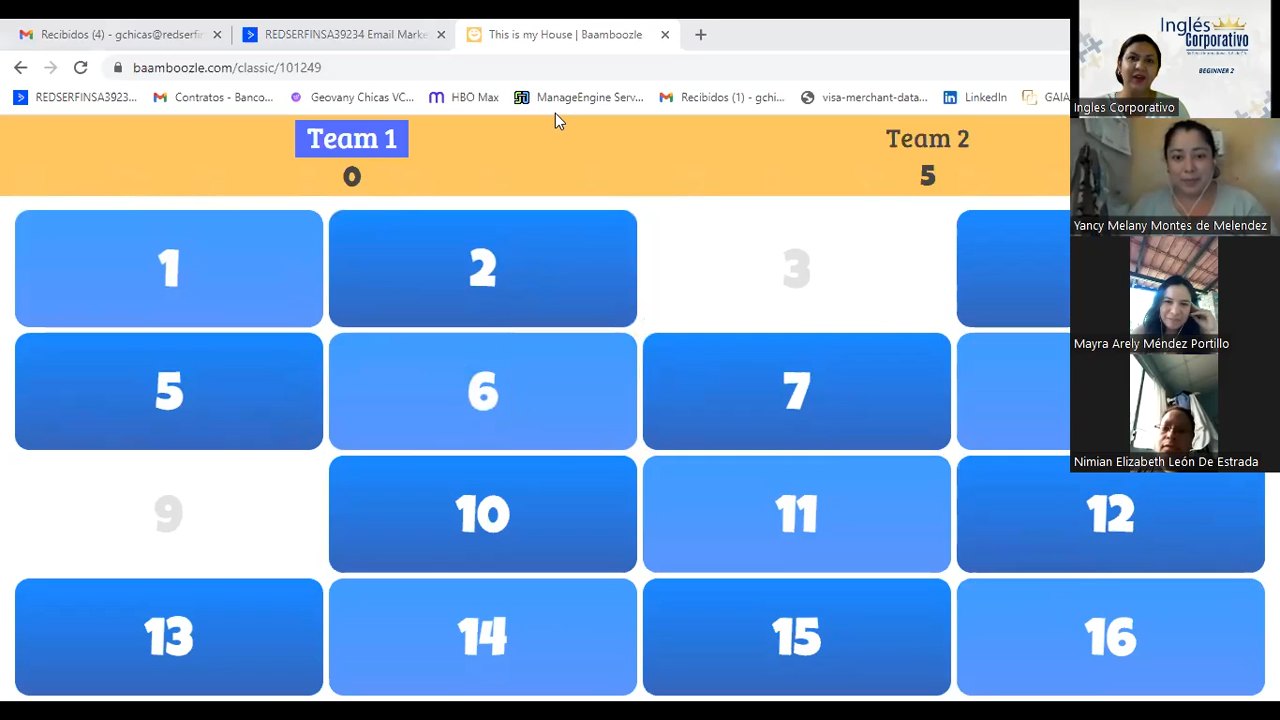 Recibidos (4) - gchicas@redserfin
REDSERFINSA39234 Email Marke
This is my House | Baamboozle
baamboozle.com/classic/101249
REDSERFINSA3923...
Contratos - Banco...
Geovany Chicas VC...
HBO Max
ManageEngine Serv...
Recibidos (1) - gchi...
visa-merchant-data...
LinkedIn
GAIA
Team 1
0
Team 2
5
1
2
3
5
6
7
9
10
11
12
13
14
15
16
Inglés
Corporativo
BEGINNER 2
Ingles Corporativo
Yancy Melany Montes de Melendez
Mayra Arely Méndez Portillo
Nimian Elizabeth León De Estrada